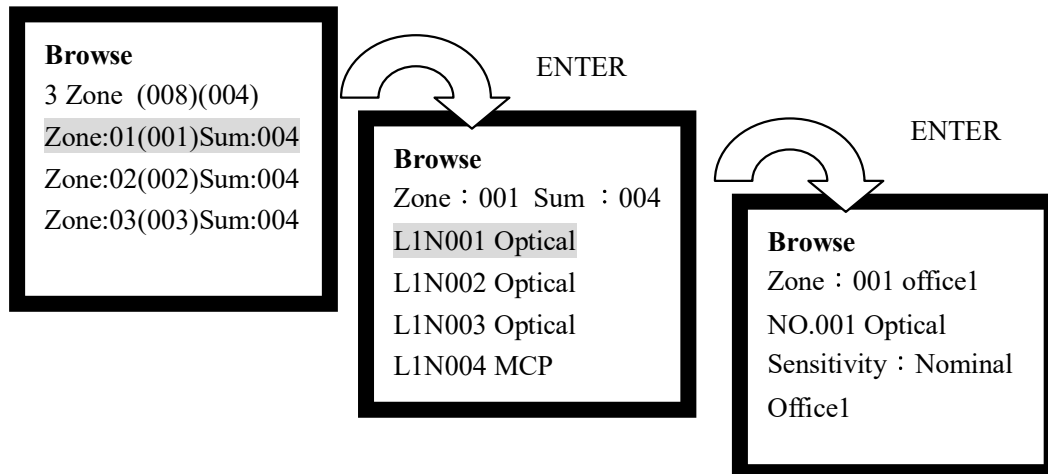 Browse
3 Zone (008)(004)
Zone:01(001)Sum:004
Zone:02(002)Sum:004
Zone:03(003)Sum:004
ENTER
Browse
Zone：001 Sum ：004
L1N001 Optical
L1N002 Optical
L1N003 Optical
L1N004 MCP
ENTER
Browse
Zone：001 office1
NO.001 Optical
Sensitivity：Nominal
Office1